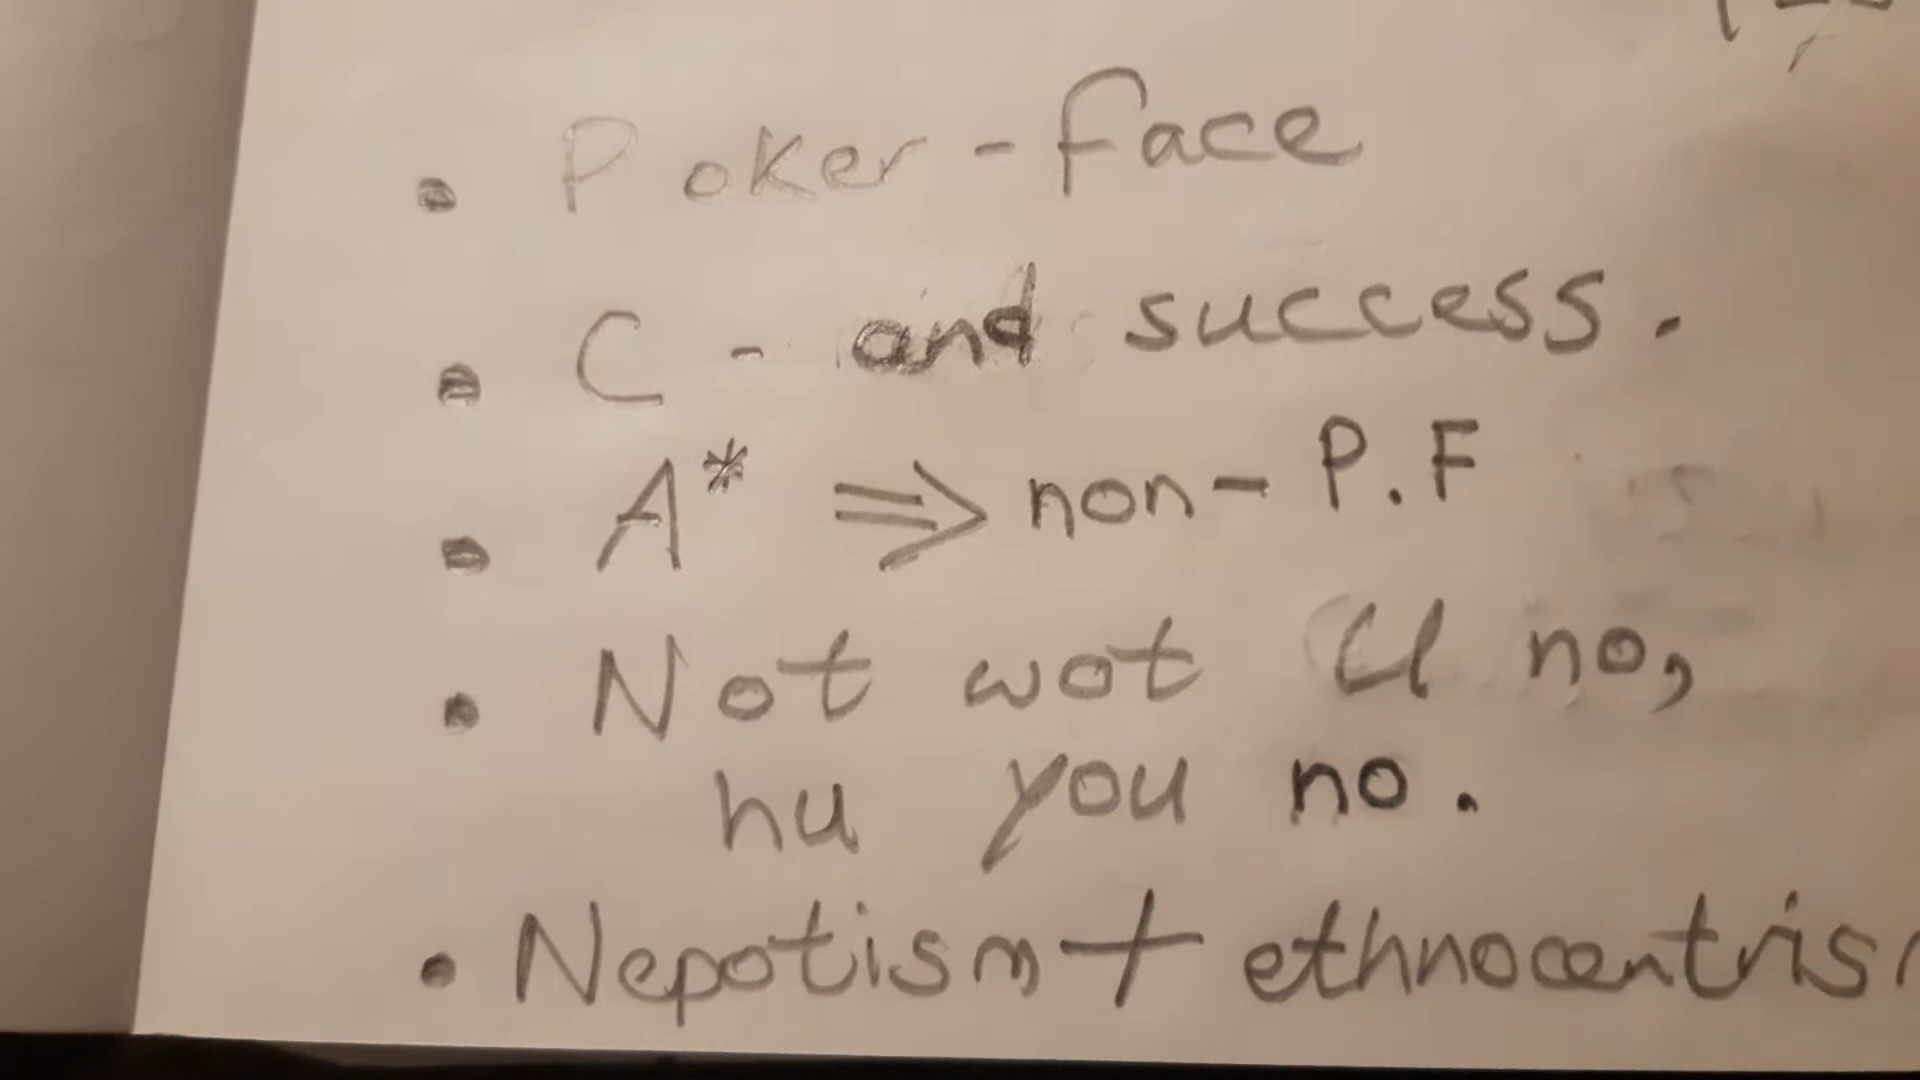 • Poker-face
• C - and success.
• A* ⇒ non- P.F
• Not wot U no,
hu you no.
• Nepotism + ethnocentris